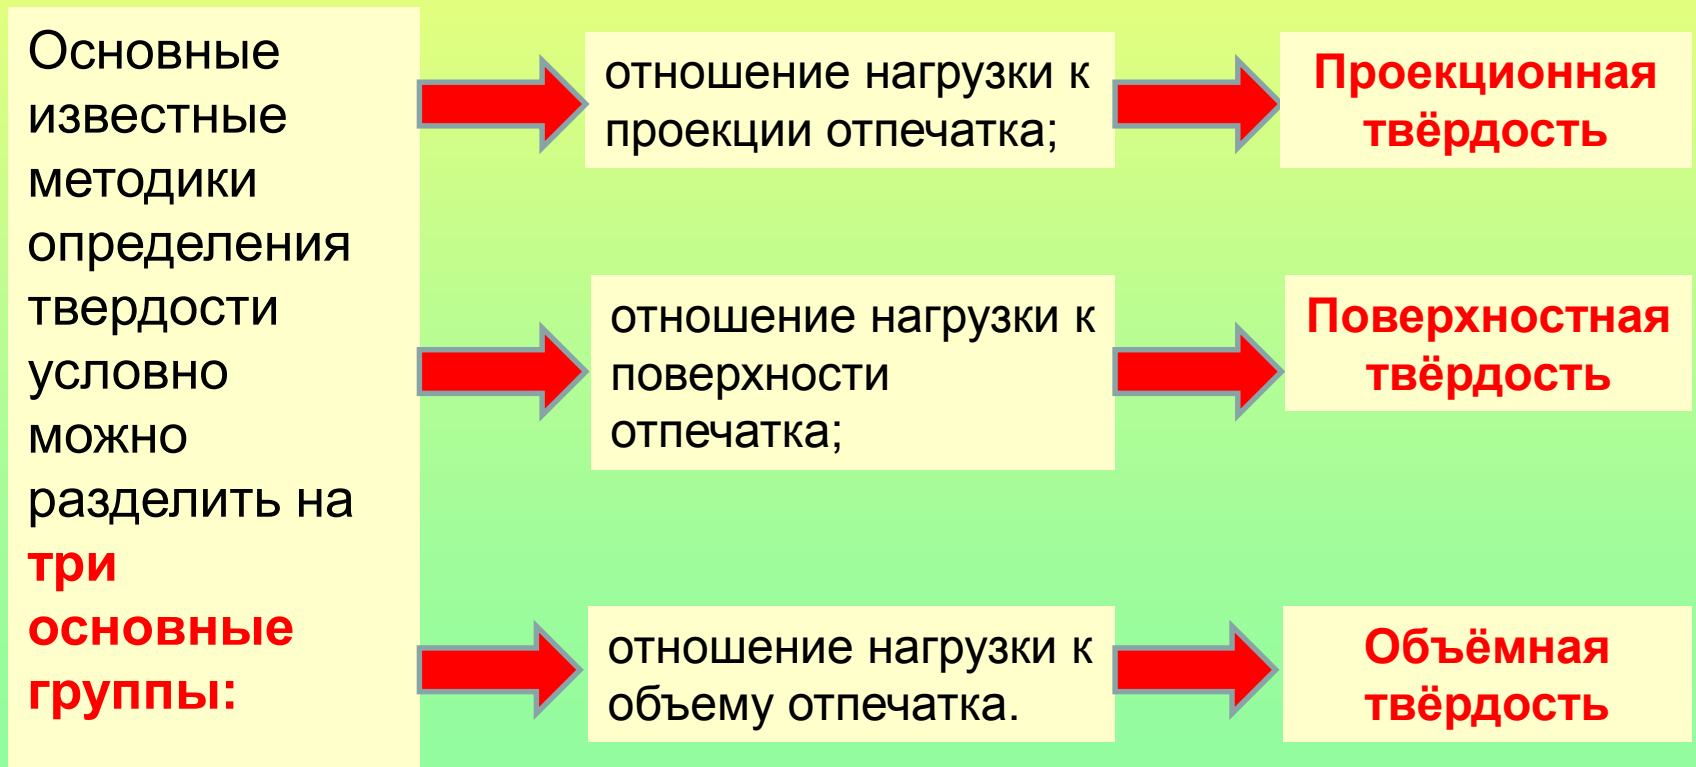 Основные
известные
методики
определения
твердости
условно
можно
разделить на
три
основные
группы:
отношение нагрузки к
проекции отпечатка;
Проекционная
твёрдость
отношение нагрузки к
поверхности
отпечатка;
Поверхностная
твёрдость
отношение нагрузки к
объему отпечатка.
Объёмная
твёрдость